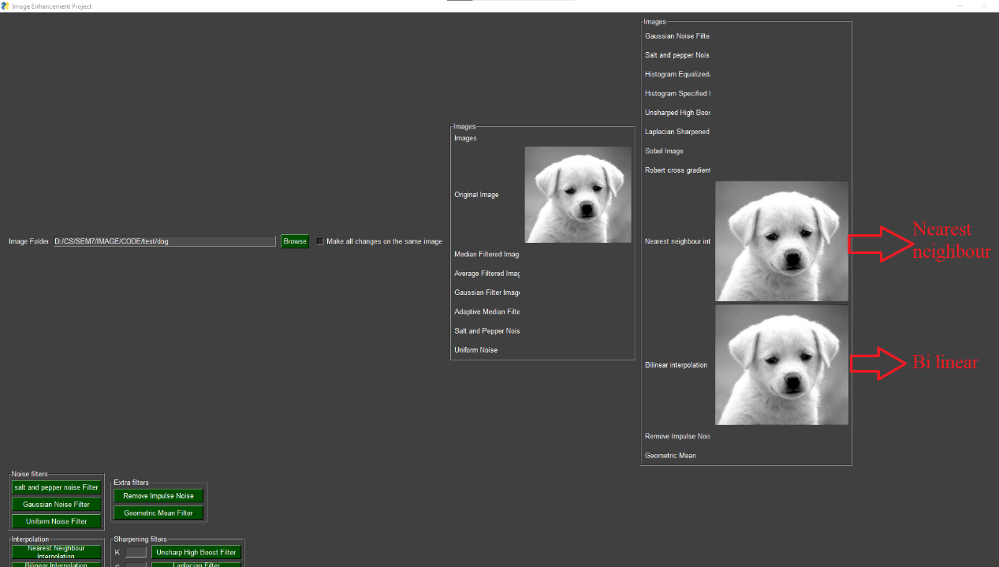 Image Enhancement Project
Images
Gaussian Noise Filte
Salt and pepper Nois
Histogram Equalized
Histogram Specified I
Unsharped High Boos
Laplacian Sharpened
Sobel Image
Robert cross gradient
Nearest neighbour int
Bilinear interpolation
Remove Impulse Nois
Geometric Mean
Nearest
neighbour
Bi linear
Images
Images
Original Image
Median Filtered Imag
Average Filtered Imag
Gaussian Filter Image
Adaptive Median Filte
Salt and Pepper Nois
Uniform Noise
Image Folder D:/CS/SEM7/IMAGE/CODE/test/dog Browse Make all changes on the same image
Noise filters
salt and pepper noise Filter
Gaussian Noise Filter
Uniform Noise Filter
Extra filters
Remove Impulse Noise
Geometric Mean Filter
Interpolation
Nearest Neighbour
Interpolation
Bilinear Interpolation
Sharpening filters
K Unsharp High Boost Filter
Laplacian Filter